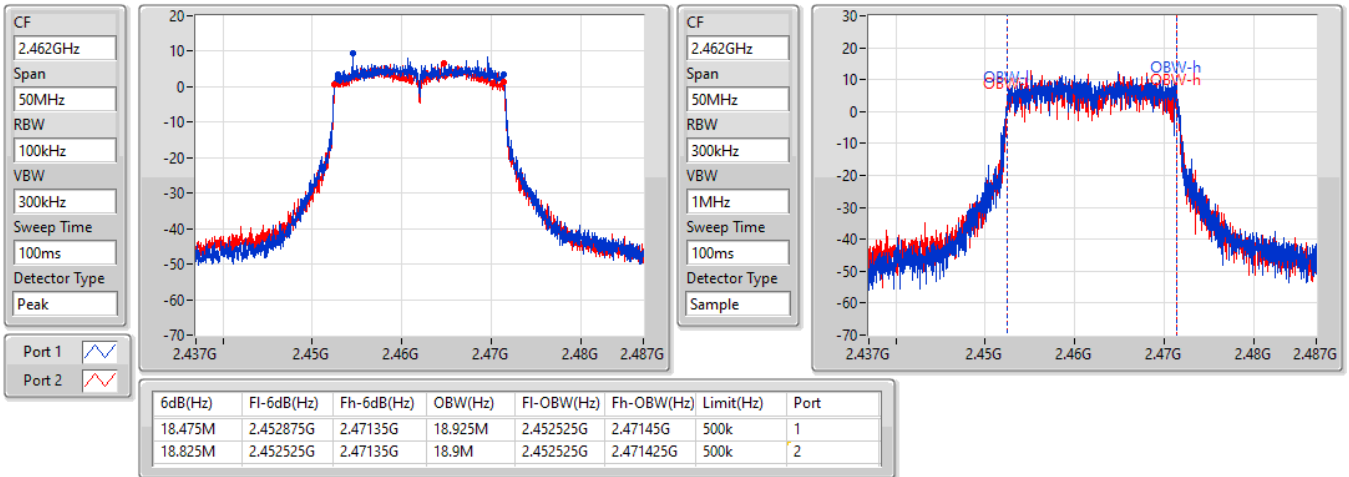 CF
2.462GHz
Span
50MHz
RBW
100kHz
VBW
300kHz
Sweep Time
100ms
Detector Type
Peak
Port 1
Port 2
20
10
0
-10
-20
-30
-40
-50
-60
-70
2.437G 2.45G 2.46G 2.47G 2.48G 2.487G
CF
2.462GHz
Span
50MHz
RBW
300kHz
VBW
1MHz
Sweep Time
100ms
Detector Type
Sample
30
20
10
0
-10
-20
-30
-40
-50
-60
-70
OBW-h
OBW-h
2.437G 2.45G 2.46G 2.47G 2.48G 2.487G
6dB(Hz) Fl-6dB(Hz) Fh-6dB(Hz) OBW(Hz) Fl-OBW(Hz) Fh-OBW(Hz) Limit(Hz) Port
18.475M 2.452875G 2.47135G 18.925M 2.452525G 2.47145G 500k 1
18.825M 2.452525G 2.47135G 18.9M 2.452525G 2.471425G 500k 2